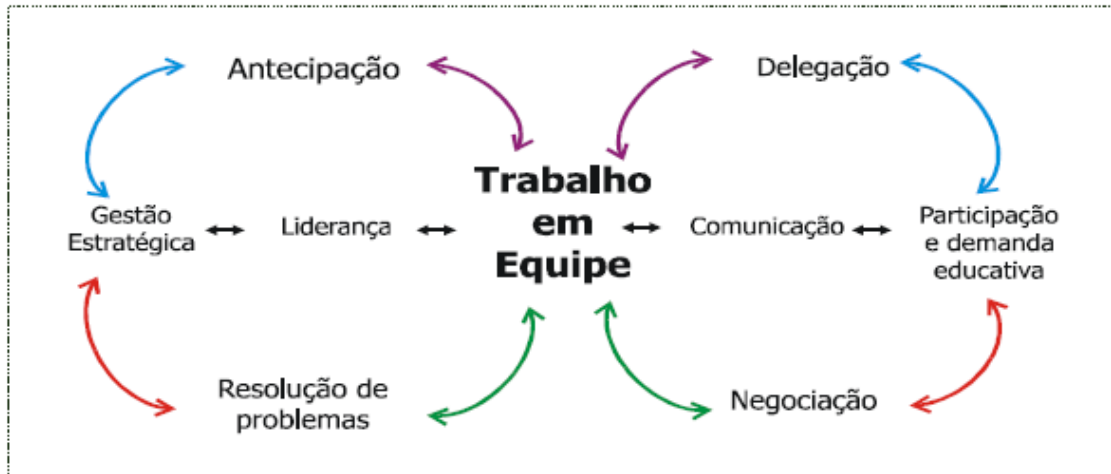 Antecipação
Delegação
Trabalho
em
Equipe
Gestão
Estratégica
Liderança
Comunicação
Participação
e demanda
educativa
Resolução de
problemas
Negociação